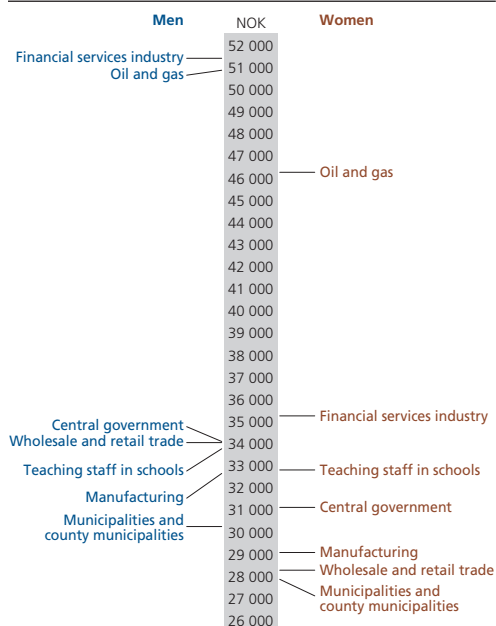 Men NOK Women
52 000
Financial services industry
51 000
Oil and gas
50 000
49 000
48 000
47 000
46 000 Oil and gas
45 000
44 000
43 000
42 000
41 000
40 000
39 000
38 000
37 000
36 000
35 000 Financial services industry
Central government
Wholesale and retail trade 34 000
Teaching staff in schools 33 000 Teaching staff in schools
32 000
Manufacturing
31 000 Central government
Municipalities and
county municipalities 30 000
29 000 Manufacturing
Wholesale and retail trade
28 000
Municipalities and
27 000 county municipalities
26 000